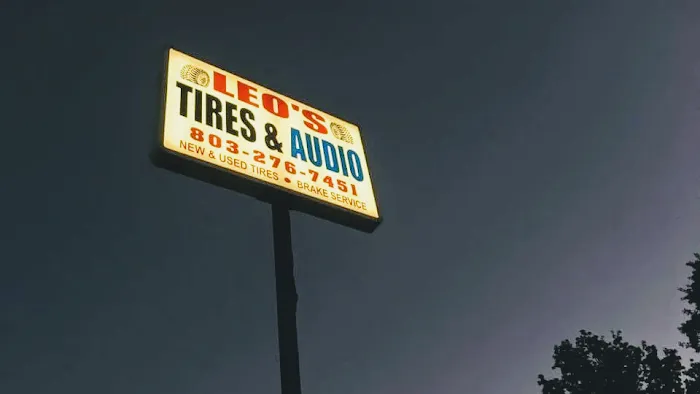 LEO'S
TIRES & AUDIO
803-276-7451
NEW & USED TIRES • BRAKE SERVICE